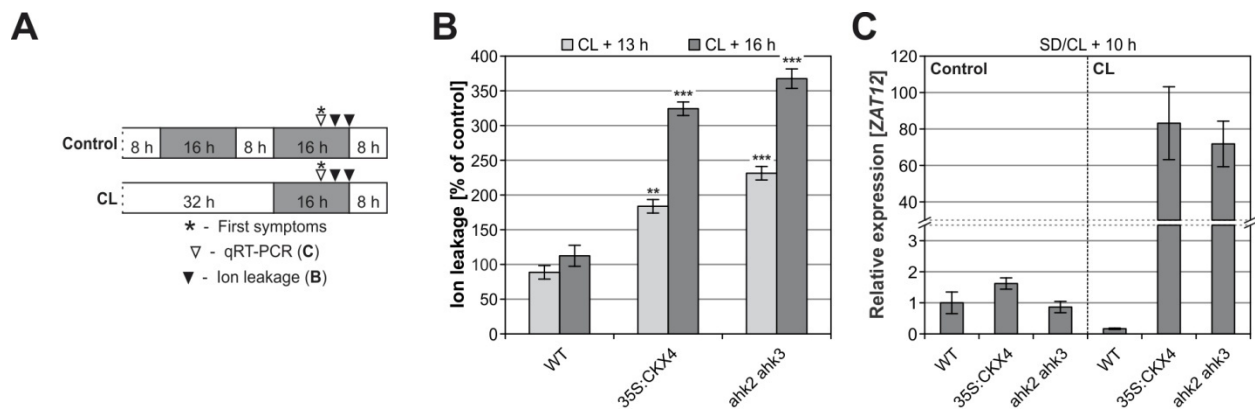 A
Control 8 h 16 h 8 h 16 h 8 h
CL 32 h 16 h 8 h
* - First symptoms
▽ - qRT-PCR (C)
▼ - Ion leakage (B)
B
CL + 13 h CL + 16 h
Ion leakage [% of control]
400
350
300
250
200
150
100
50
0
** *** *** ***
WT 35S:CKX4 ahk2 ahk3
C
SD/CL + 10 h
Control CL
Relative expression [ZAT12]
120
100
80
60
40
3
2
1
0
WT 35S:CKX4 ahk2 ahk3 WT 35S:CKX4 ahk2 ahk3